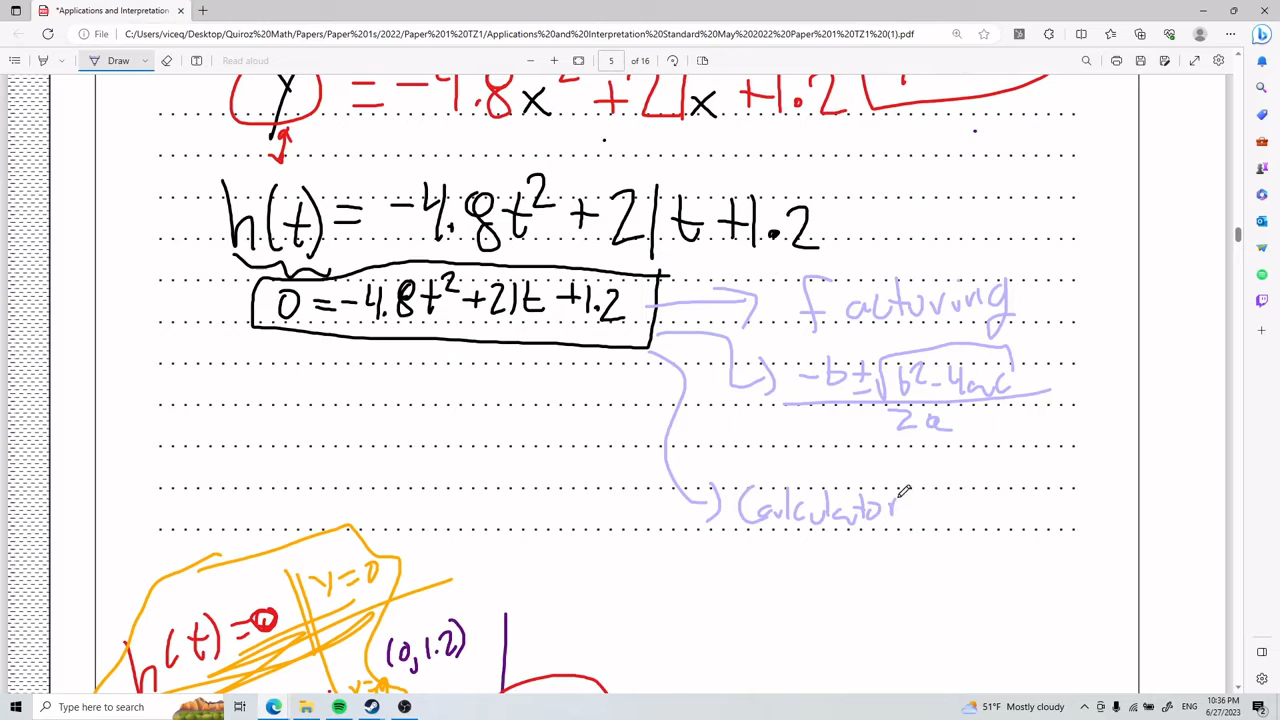 *Applications and Interpretation
File C:/Users/viceq/Desktop/Quiroz%20Math/Papers/Paper%201s/2022/Paper%201%20TZ1/Applications%20and%20Interpretation%20Standard%20May%202022%20Paper%201%20TZ1%20(1).pdf
Draw Read aloud 5 of 16
y = -4.8x² + 21x + 1.2
h(t) = -4.8t² + 21t + 1.2
0 = -4.8t² + 21t + 1.2
factoring
-b ± √b² - 4ac
2a
Calculator
y = 0
h(t) = 0
(0, 1.2)
Type here to search
51°F Mostly cloudy
ENG
10:36 PM
6/27/2023
2